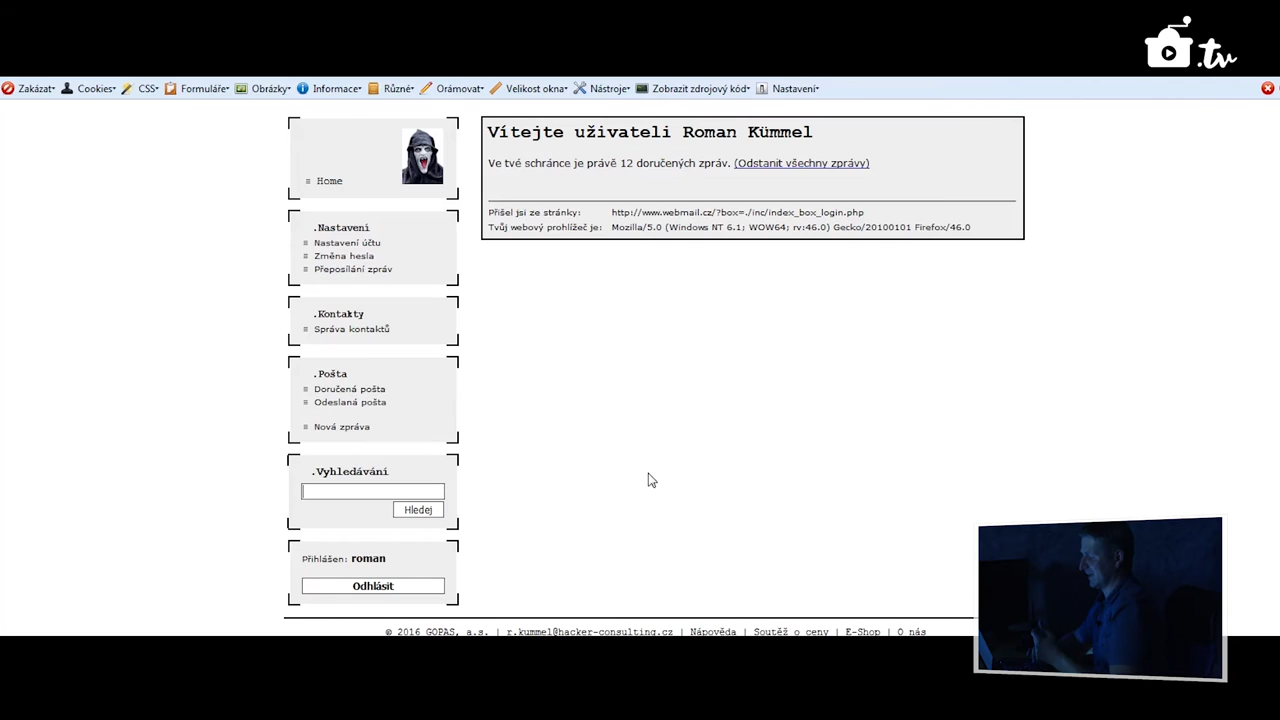 .tv
Zakázat Cookies CSS Formuláře Obrázky Informace Různé Orámovat Velikost okna Nástroje Zobrazit zdrojový kód Nastavení
Home
.Nastavení
Nastavení účtu
Změna hesla
Přeposílání zpráv
.Kontakty
Správa kontaktů
.Pošta
Doručená pošta
Odeslaná pošta
Nová zpráva
.Vyhledávání
Hledej
Přihlášen: roman
Odhlásit
Vítejte uživateli Roman Kümmel
Ve tvé schránce je právě 12 doručených zpráv. (Odstanit všechny zprávy)
Přišel jsi ze stránky: http://www.webmail.cz/?box=./inc/index_box_login.php
Tvůj webový prohlížeč je: Mozilla/5.0 (Windows NT 6.1; WOW64; rv:46.0) Gecko/20100101 Firefox/46.0
© 2016 GOPAS, a.s. | r.kummel@hacker-consulting.cz | Nápověda | Soutěž o ceny | E-Shop | O nás